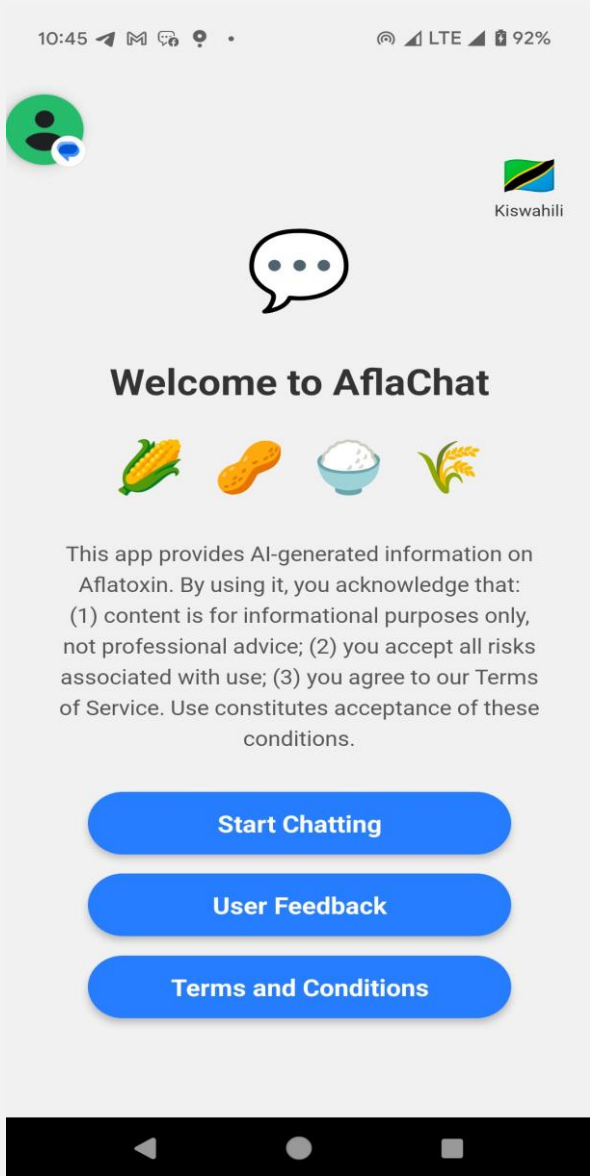 10:45 LTE 92%
Kiswahili
Welcome to AflaChat
This app provides AI-generated information on
Aflatoxin. By using it, you acknowledge that:
(1) content is for informational purposes only,
not professional advice; (2) you accept all risks
associated with use; (3) you agree to our Terms
of Service. Use constitutes acceptance of these
conditions.
Start Chatting
User Feedback
Terms and Conditions